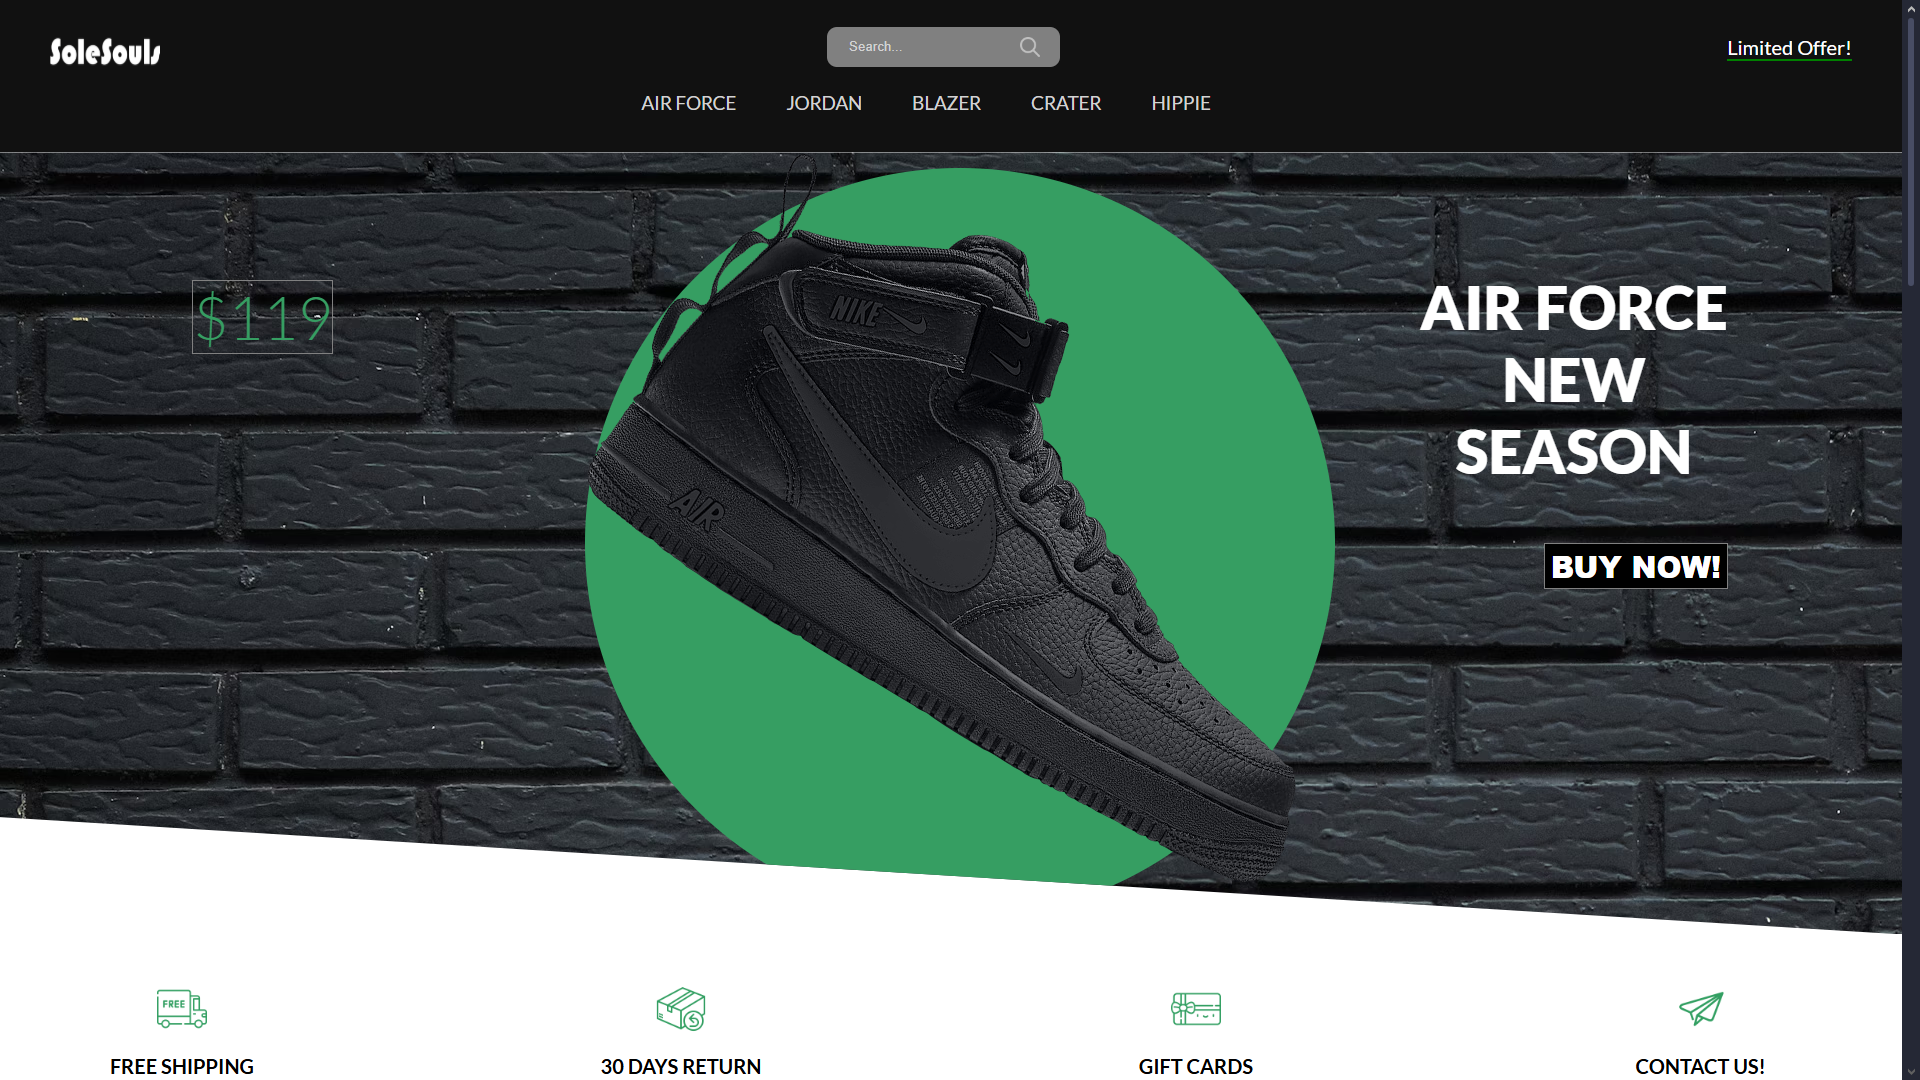 SoleSouls
Search...
Limited Offer!
AIR FORCE
JORDAN
BLAZER
CRATER
HIPPIE
$119
NIKE
AIR
AIR FORCE
NEW
SEASON
BUY NOW!
FREE
FREE SHIPPING
30 DAYS RETURN
GIFT CARDS
CONTACT US!